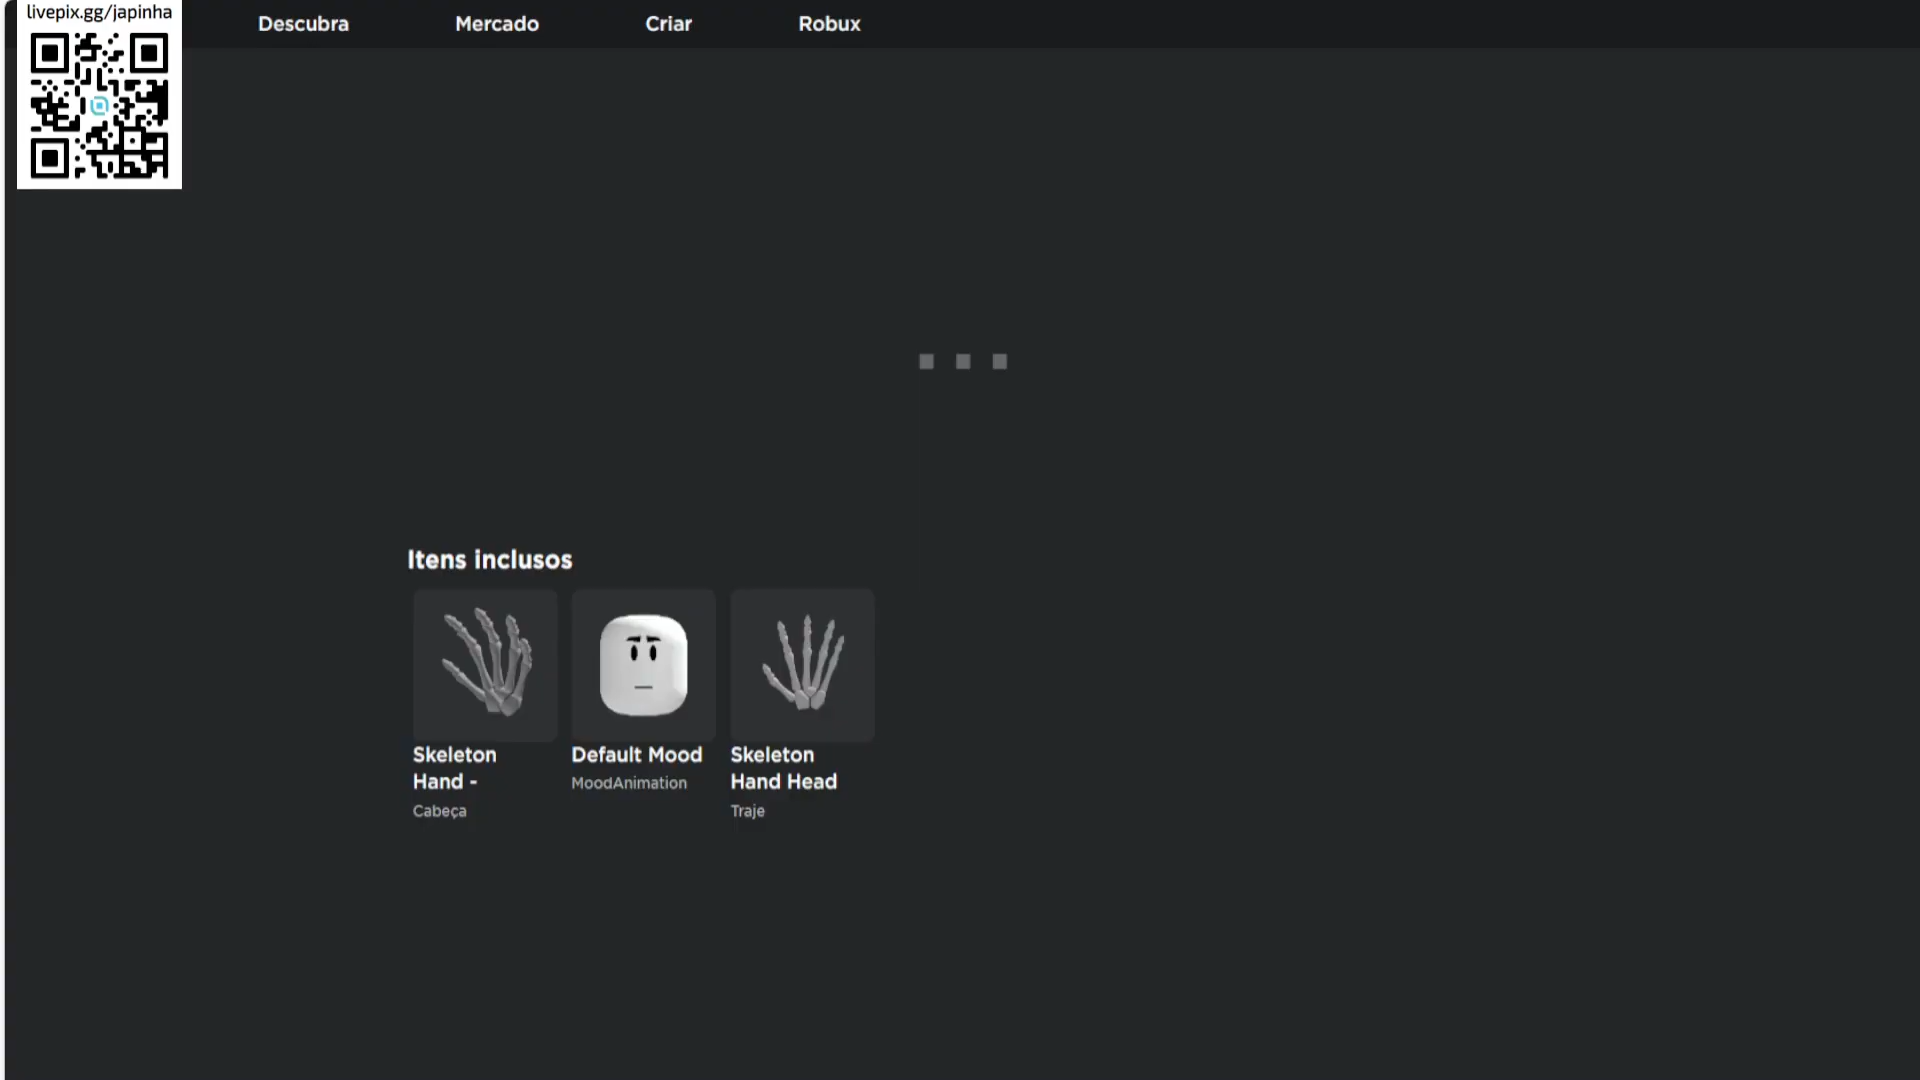 livepix.gg/japinha
Descubra
Mercado
Criar
Robux
Itens inclusos
Skeleton
Hand -
Cabeça
Default Mood
MoodAnimation
Skeleton
Hand Head
Traje